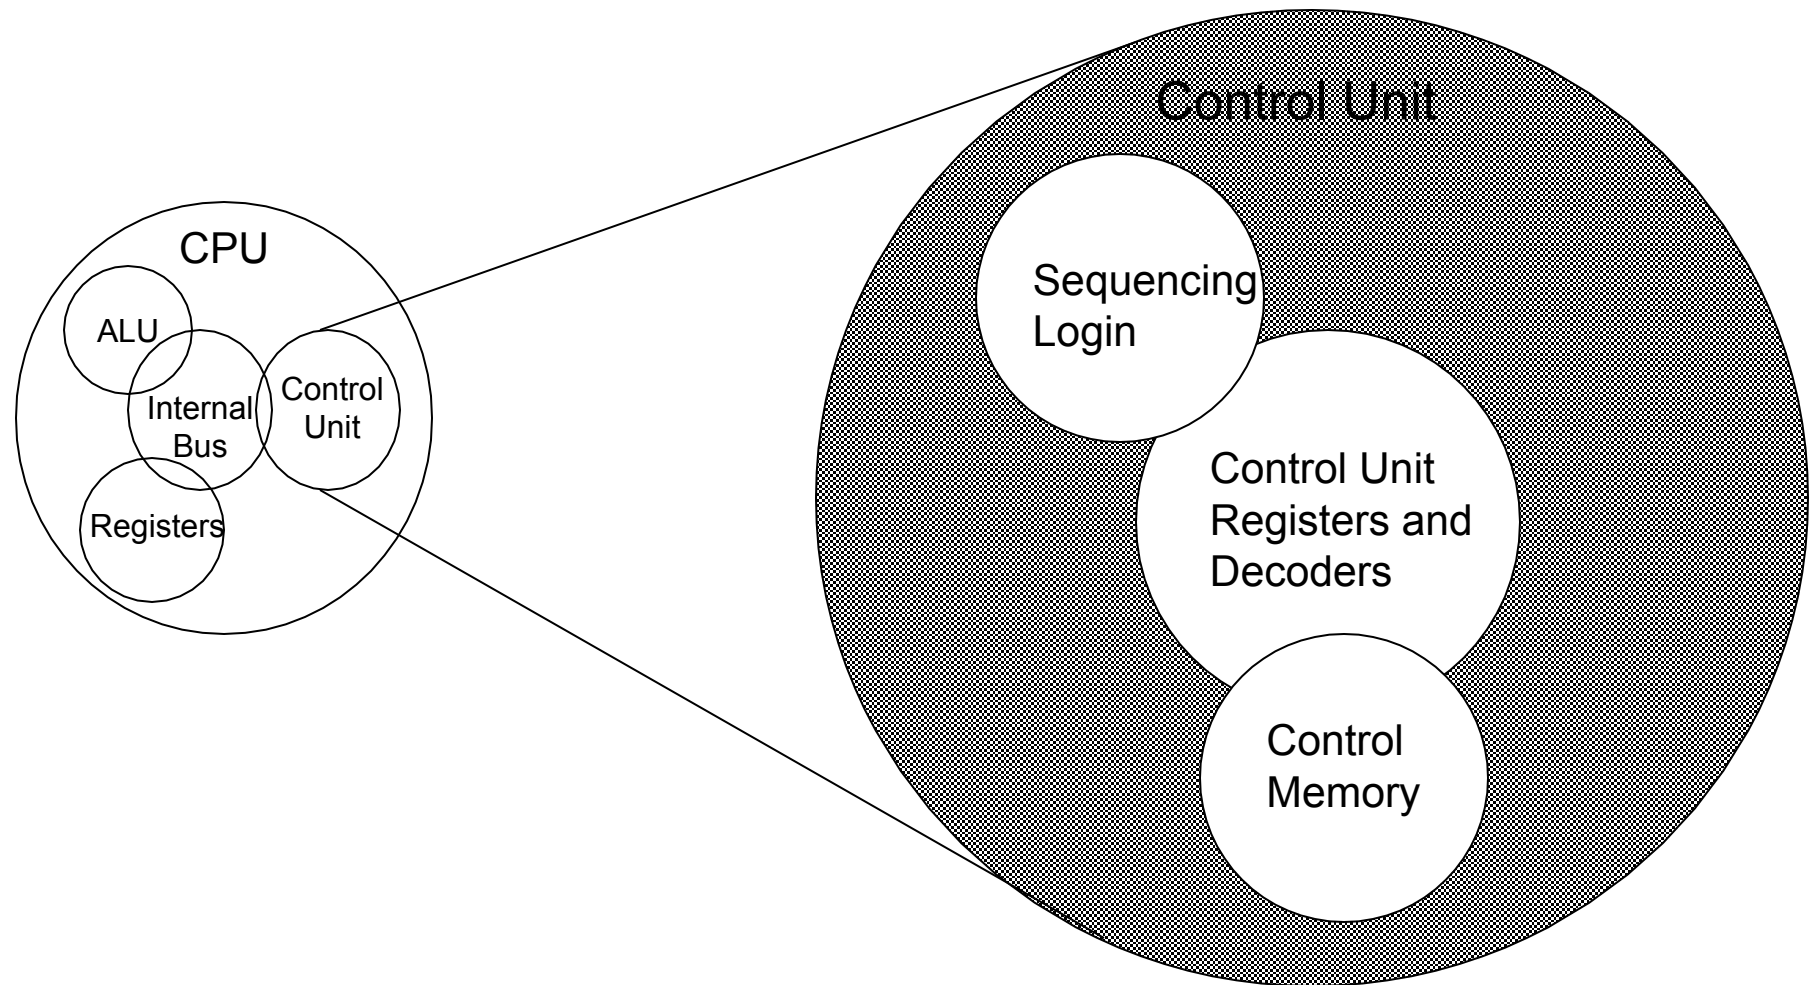 CPU
ALU
Internal
Bus
Control
Unit
Registers
Control Unit
Sequencing
Login
Control Unit
Registers and
Decoders
Control
Memory